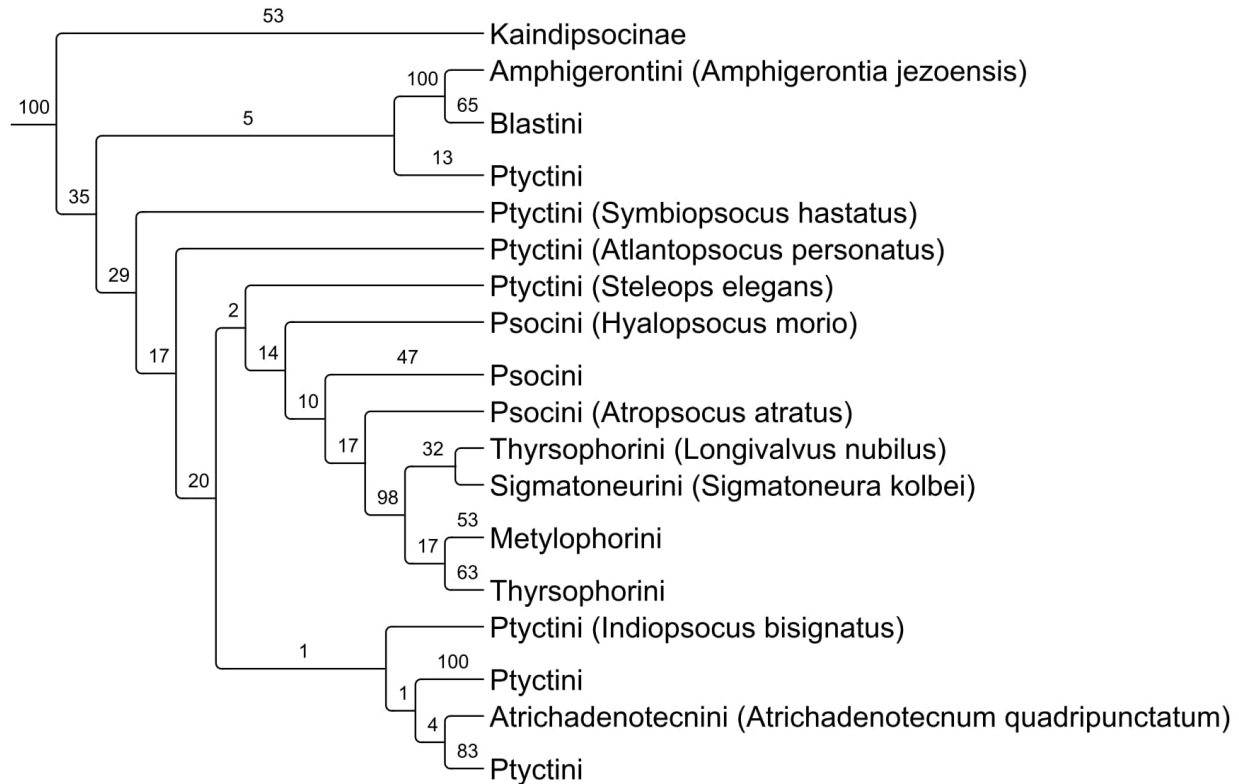 53
Kaindipsocinae
100 Amphigerontini (Amphigerontia jezoensis)
100
5 65
Blastini
13
Ptyctini
35
Ptyctini (Symbiopsocus hastatus)
Ptyctini (Atlantopsocus personatus)
29
Ptyctini (Steleops elegans)
2
Psocini (Hyalopsocus morio)
17 14
47
Psocini
10
Psocini (Atropsocus atratus)
17 32 Thyrsophorini (Longivalvus nubilus)
20
Sigmatoneurini (Sigmatoneura kolbei)
98
53
Metylophorini
17
63
Thyrsophorini
Ptyctini (Indiopsocus bisignatus)
1
100
Ptyctini
1
Atrichadenotecnini (Atrichadenotecnum quadripunctatum)
4
83
Ptyctini